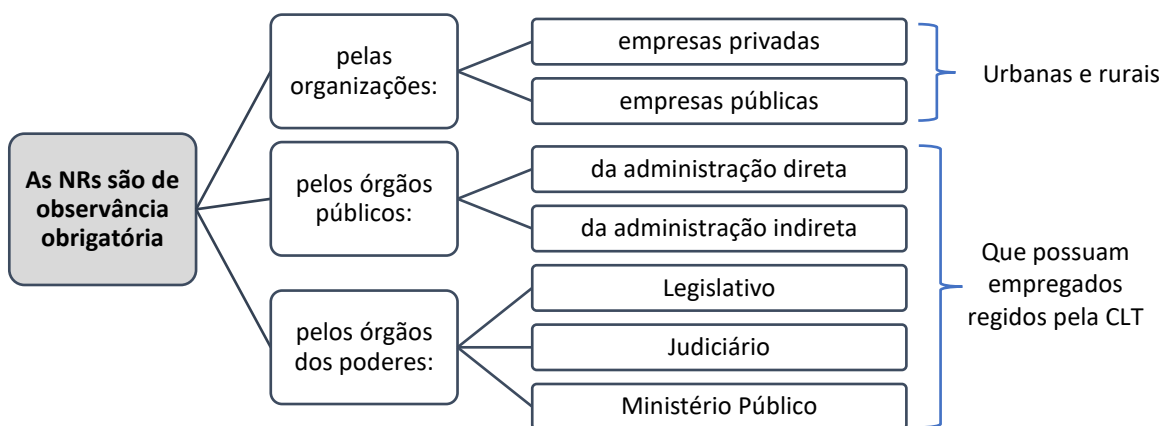 As NRs são de
observância
obrigatória
pelas
organizações:
empresas privadas
empresas públicas
Urbanas e rurais
pelos órgãos
públicos:
da administração direta
da administração indireta
pelos órgãos
dos poderes:
Legislativo
Judiciário
Ministério Público
Que possuam
empregados
regidos pela CLT